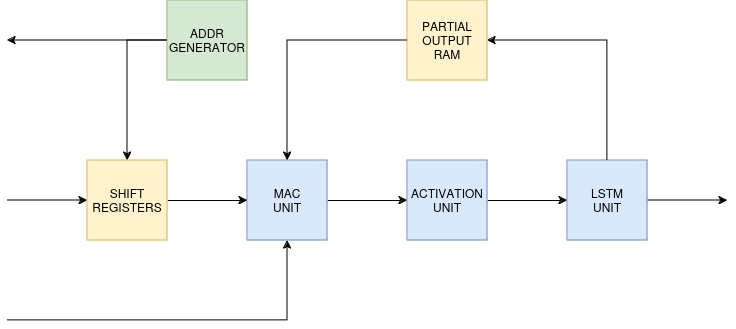 ADDR
GENERATOR
PARTIAL
OUTPUT
RAM
SHIFT
REGISTERS
MAC
UNIT
ACTIVATION
UNIT
LSTM
UNIT